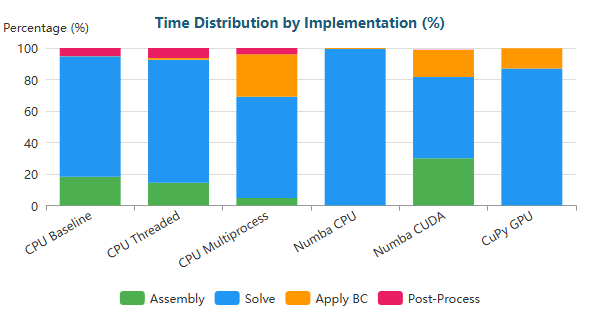 Time Distribution by Implementation (%)
Percentage (%)
100
80
60
40
20
0
CPU Baseline
CPU Threaded
CPU Multiprocess
Numba CPU
Numba CUDA
CuPy GPU
Assembly Solve Apply BC Post-Process